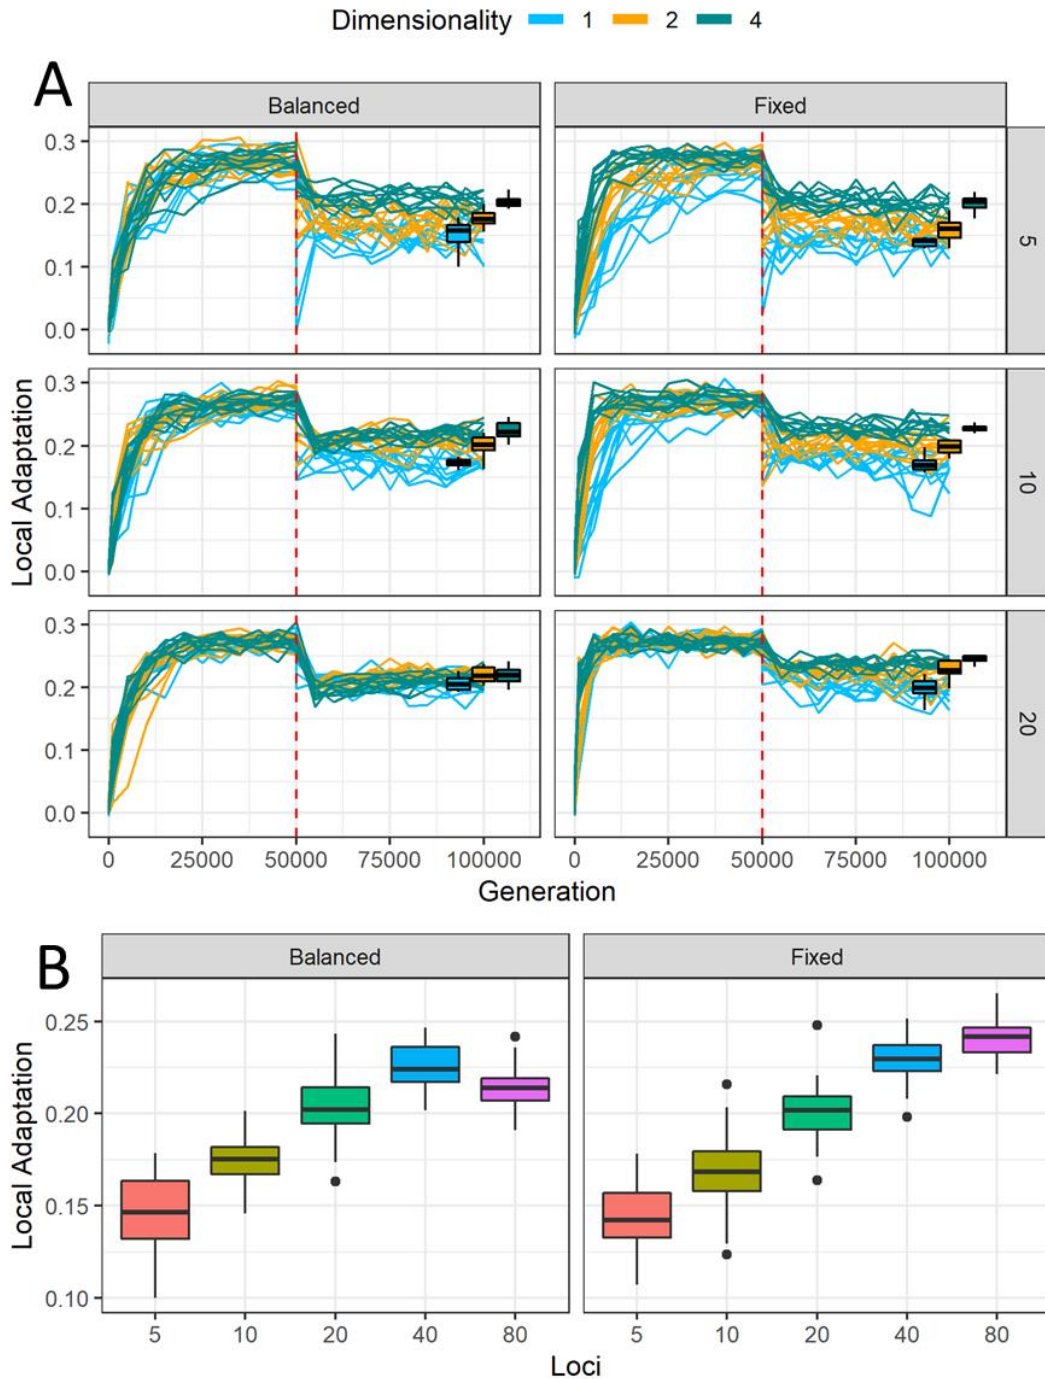 Dimensionality 1 2 4
A
Balanced Fixed
0.3
0.2
0.1
0.0
5
0.3
0.2
0.1
0.0
10
0.3
0.2
0.1
0.0
20
Local Adaptation
0 25000 50000 75000 100000 0 25000 50000 75000 100000
Generation
B
Balanced Fixed
0.25
0.20
0.15
0.10
Local Adaptation
5 10 20 40 80 5 10 20 40 80
Loci